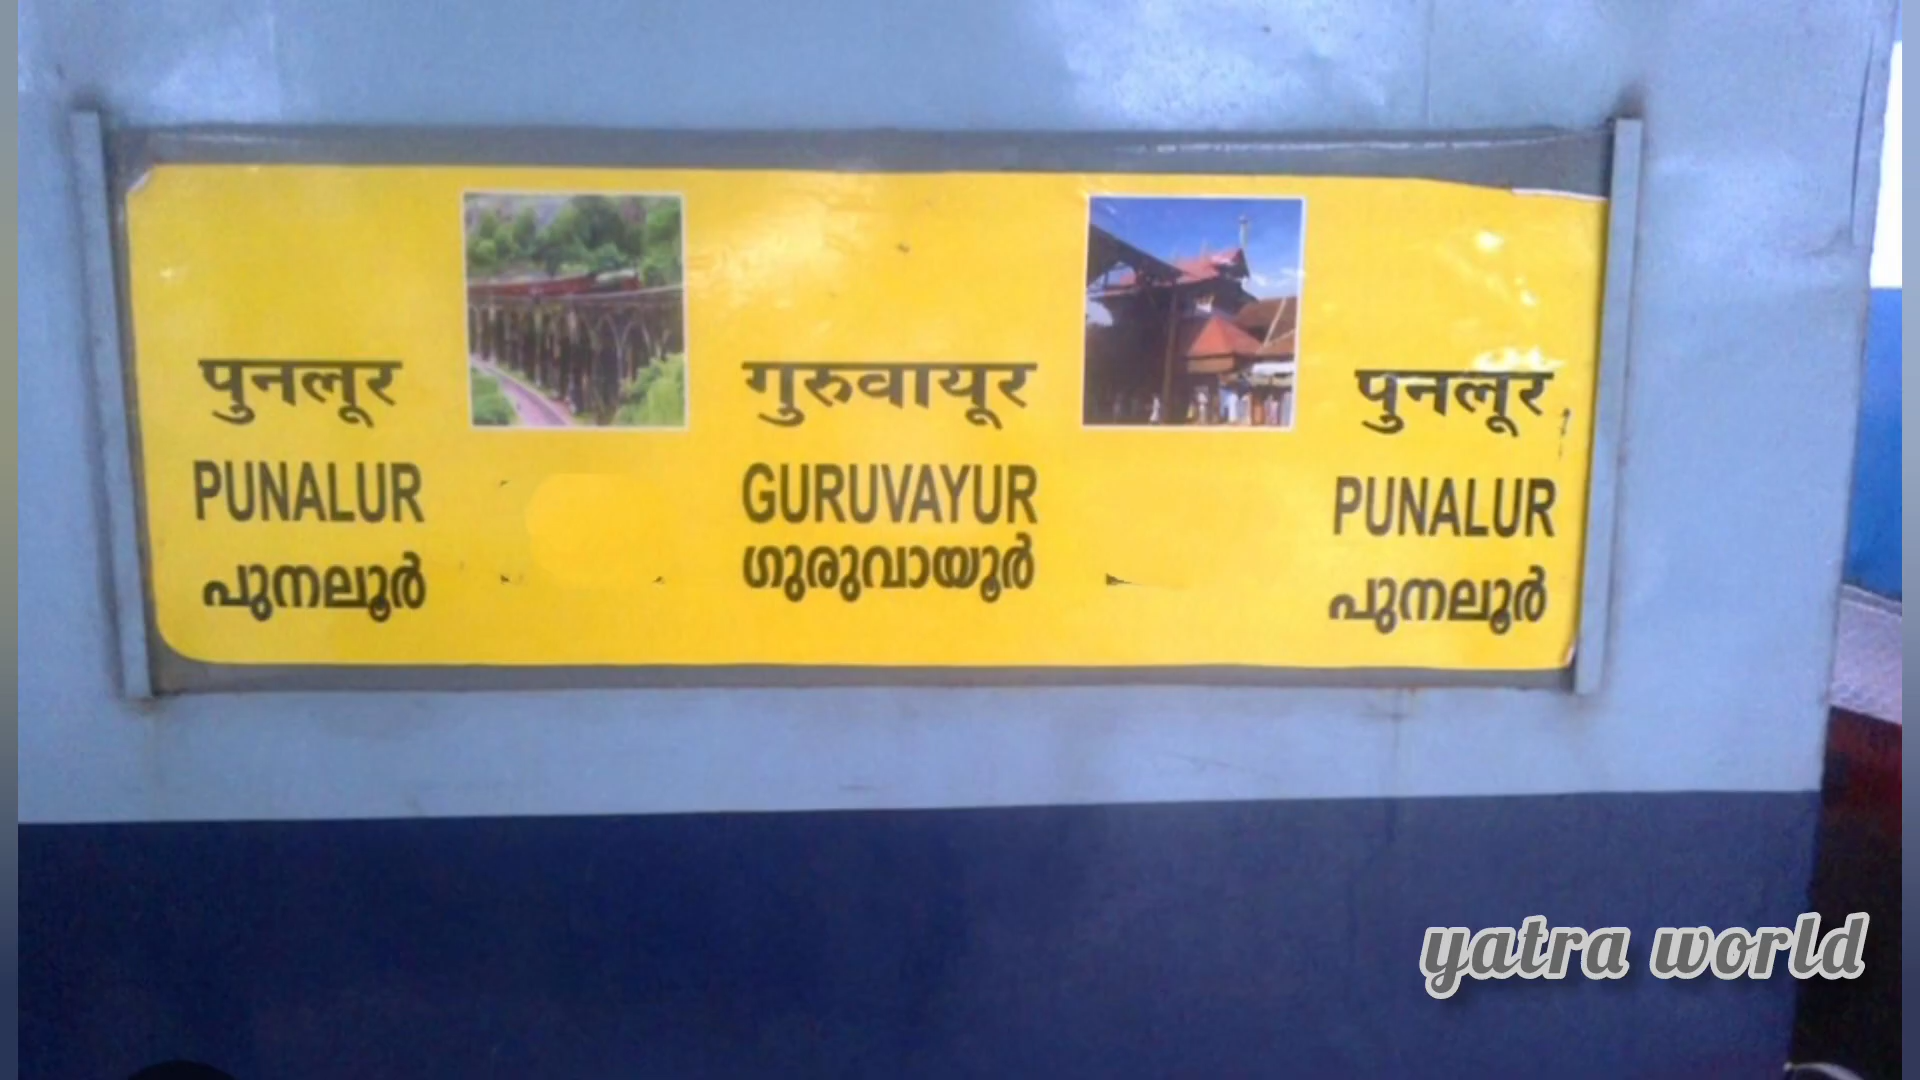 पुनलूर
PUNALUR
പുനലൂർ
गुरुवायूर
GURUVAYUR
ഗുരുവായൂർ
पुनलूर
PUNALUR
പുനലൂർ
yatra world